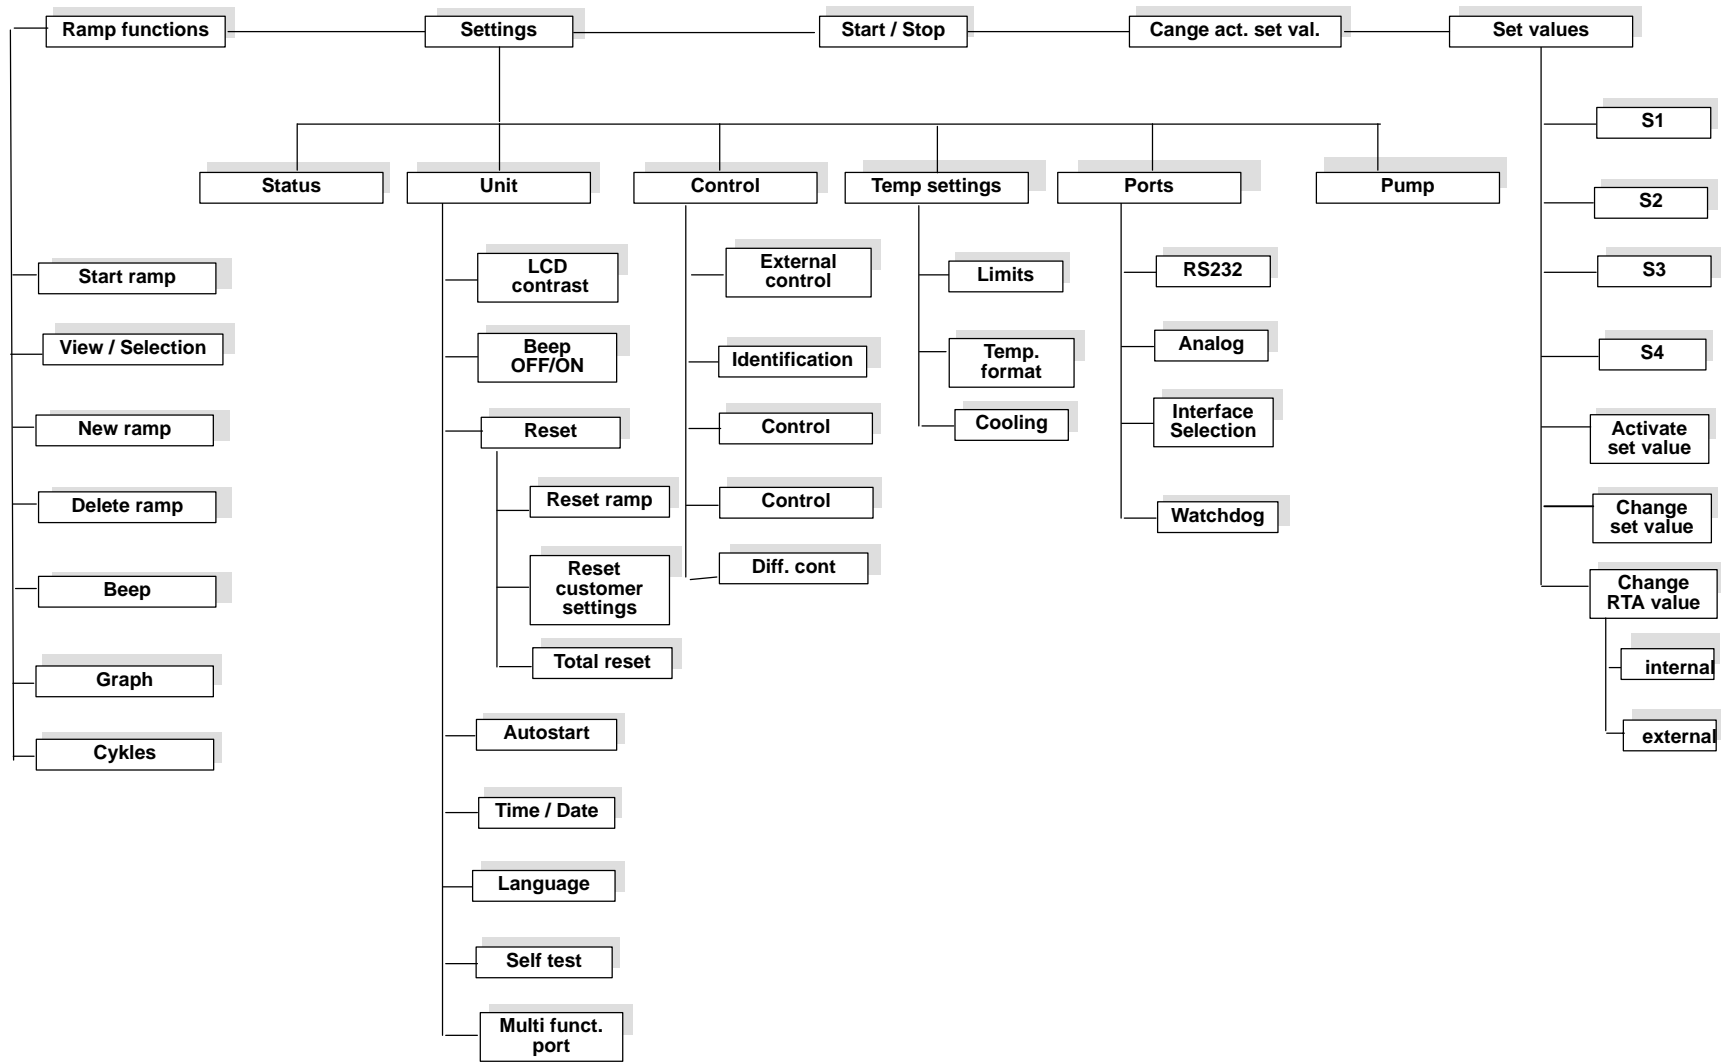 Ramp functions
Settings
Start / Stop
Cange act. set val.
Set values
Status
Unit
Control
Temp settings
Ports
Pump
Start ramp
View / Selection
New ramp
Delete ramp
Beep
Graph
Cykles
LCD
contrast
Beep
OFF/ON
Reset
Reset ramp
Reset
customer
settings
Total reset
Autostart
Time / Date
Language
Self test
Multi funct.
port
External
control
Identification
Control
Control
Diff. cont
Limits
Temp.
format
Cooling
RS232
Analog
Interface
Selection
Watchdog
S1
S2
S3
S4
Activate
set value
Change
set value
Change
RTA value
internal
external